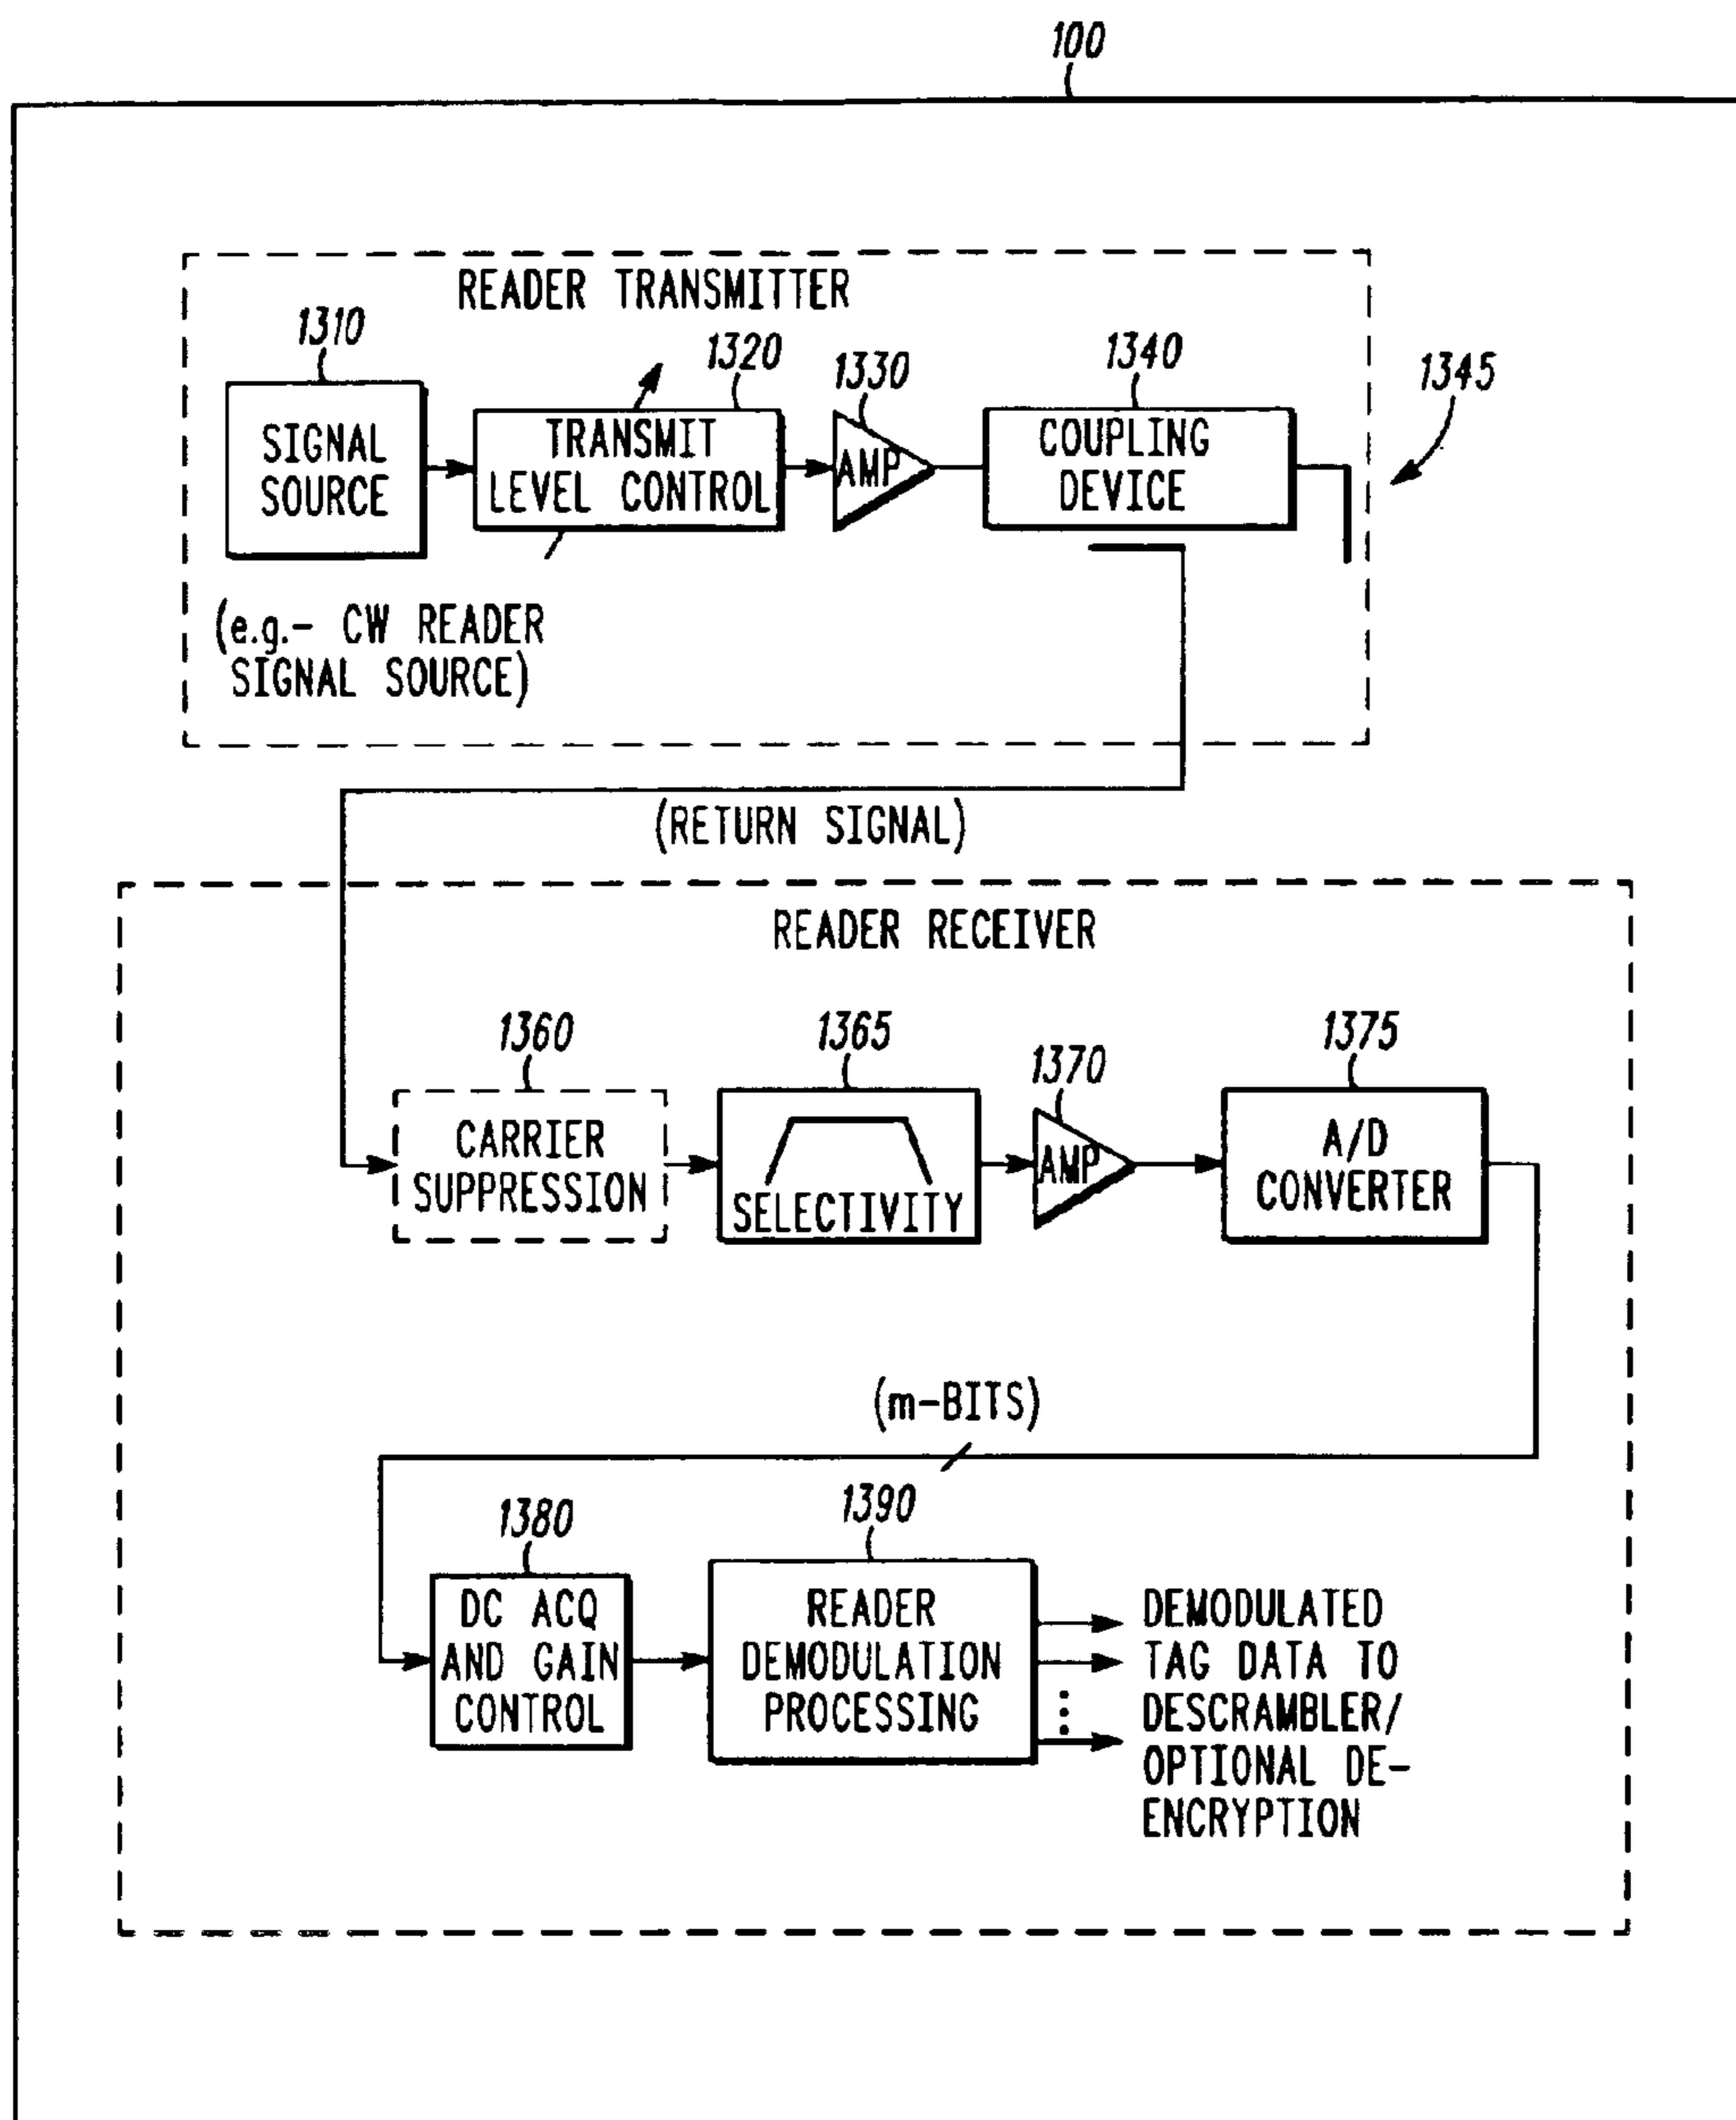 100
READER TRANSMITTER
1310
1320
1330
1340
1345
SIGNAL
SOURCE
TRANSMIT
LEVEL CONTROL
AMP
COUPLING
DEVICE
(e.g.- CW READER
SIGNAL SOURCE)
(RETURN SIGNAL)
READER RECEIVER
1360
1365
1370
1375
CARRIER
SUPPRESSION
SELECTIVITY
AMP
A/D
CONVERTER
(m-BITS)
1380
1390
DC ACQ
AND GAIN
CONTROL
READER
DEMODULATION
PROCESSING
DEMODULATED
TAG DATA TO
DESCRAMBLER/
OPTIONAL DE-
ENCRYPTION